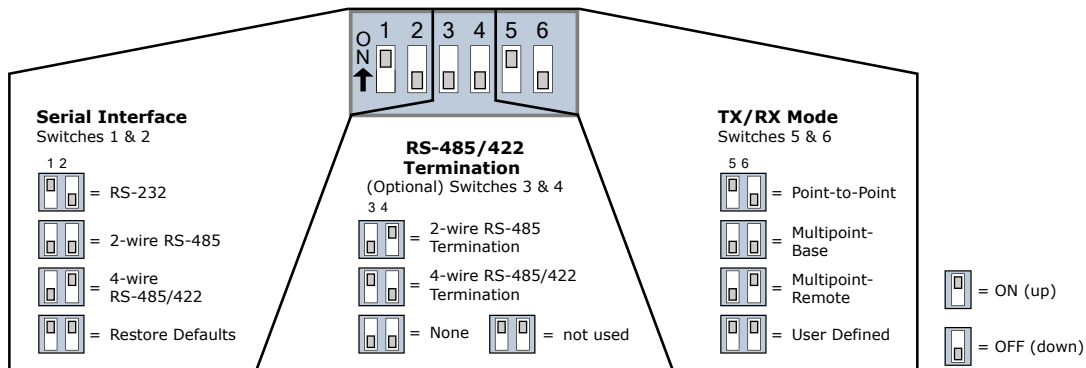 O
N
1 2 3 4 5 6
Serial Interface
Switches 1 & 2
1 2
= RS-232
= 2-wire RS-485
= 4-wire
RS-485/422
= Restore Defaults
RS-485/422
Termination
(Optional) Switches 3 & 4
3 4
= 2-wire RS-485
Termination
= 4-wire RS-485/422
Termination
= None
= not used
TX/RX Mode
Switches 5 & 6
5 6
= Point-to-Point
= Multipoint-
Base
= Multipoint-
Remote
= User Defined
= ON (up)
= OFF (down)